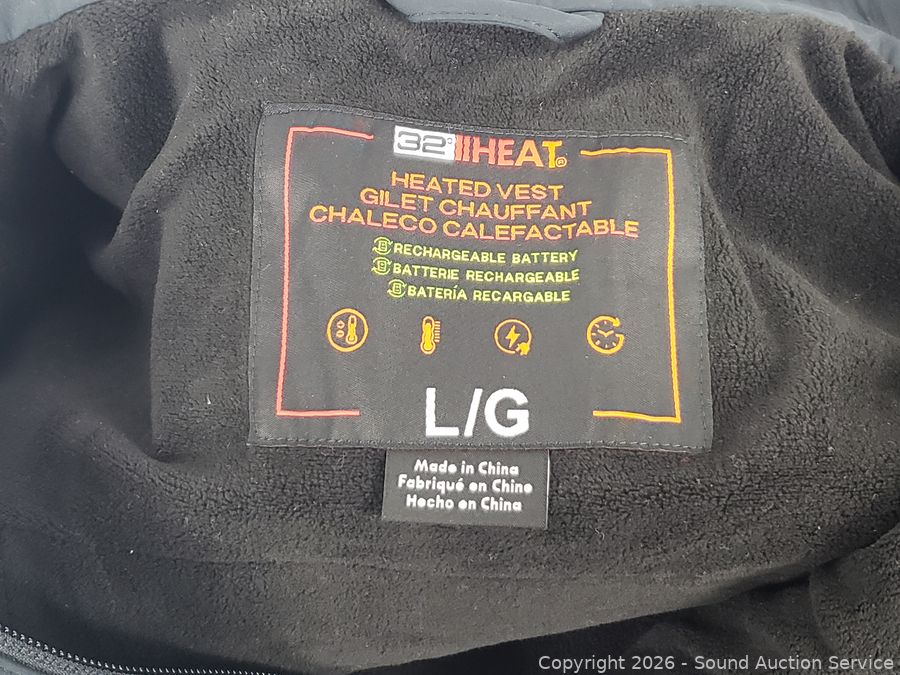 32° HEAT®
HEATED VEST
GILET CHAUFFANT
CHALECO CALEFACTABLE
RECHARGEABLE BATTERY
BATTERIE RECHARGEABLE
BATERÍA RECARGABLE
L/G
Made in China
Fabriqué en Chine
Hecho en China
Copyright 2026 - Sound Auction Service